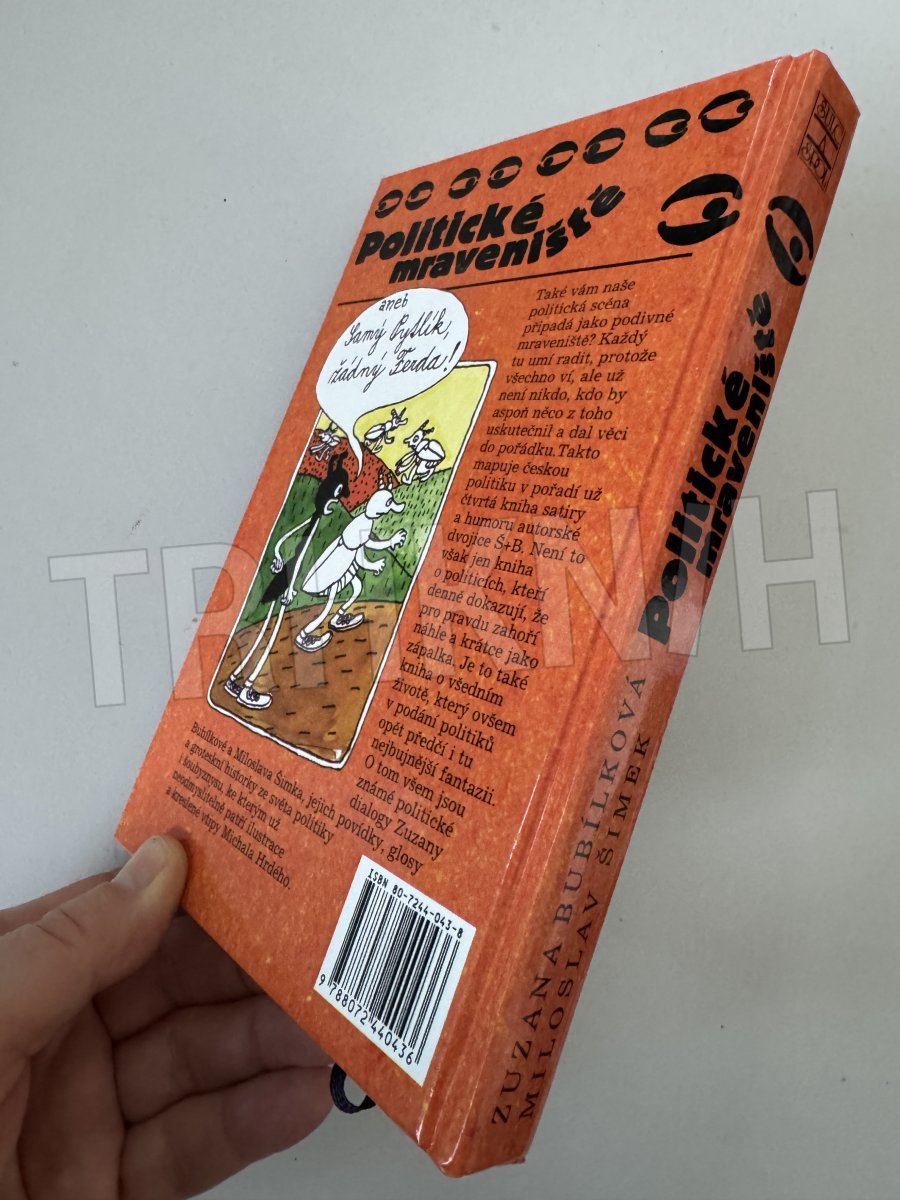 Politické
mraveniště
aneb
Samý Pytlík,
žádný Ferda!
Také vám naše
politická scéna
připadá jako podivné
mraveniště? Každý
tu umí radit, protože
všechno ví, ale už
není nikdo, kdo by
aspoň něco z toho
uskutečnil a dal věci
do pořádku. Takto
mapuje českou
politiku v pořadí už
čtvrtá kniha satiry
a humoru autorské
dvojice Š+B. Není to
však jen kniha
o politicích, kteří
denně dokazují, že
pro pravdu zahoří
náhle a krátce jako
zápalka. Je to také
kniha o všedním
životě, který ovšem
v podání politiků
opět předčí i tu
nejbujnější fantazii.
O tom všem jsou
známé politické
dialogy Zuzany
Bubílkové a Miloslava Šimka, jejich povídky, glosy
a groteskní historky ze světa politiky
i šoubyznysu, ke kterým už
neodmyslitelně patří ilustrace
a kreslené vtipy Michala Hrdého.
ISBN 80-7244-043-8
9 788072 440436
Politické
mraveniště
ZUZANA BUBÍLKOVÁ
MILOSLAV ŠIMEK